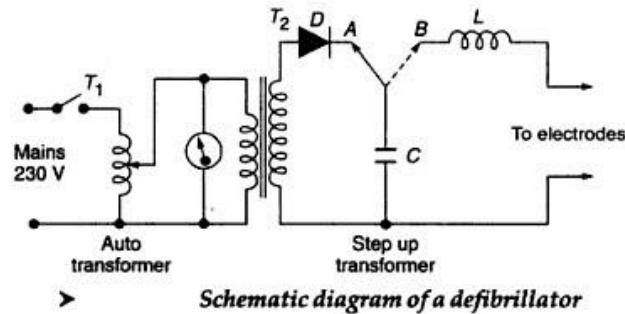 T₂ D A B L
T₁
Mains
230 V
C
To electrodes
Auto
transformer
Step up
transformer
➤ Schematic diagram of a defibrillator